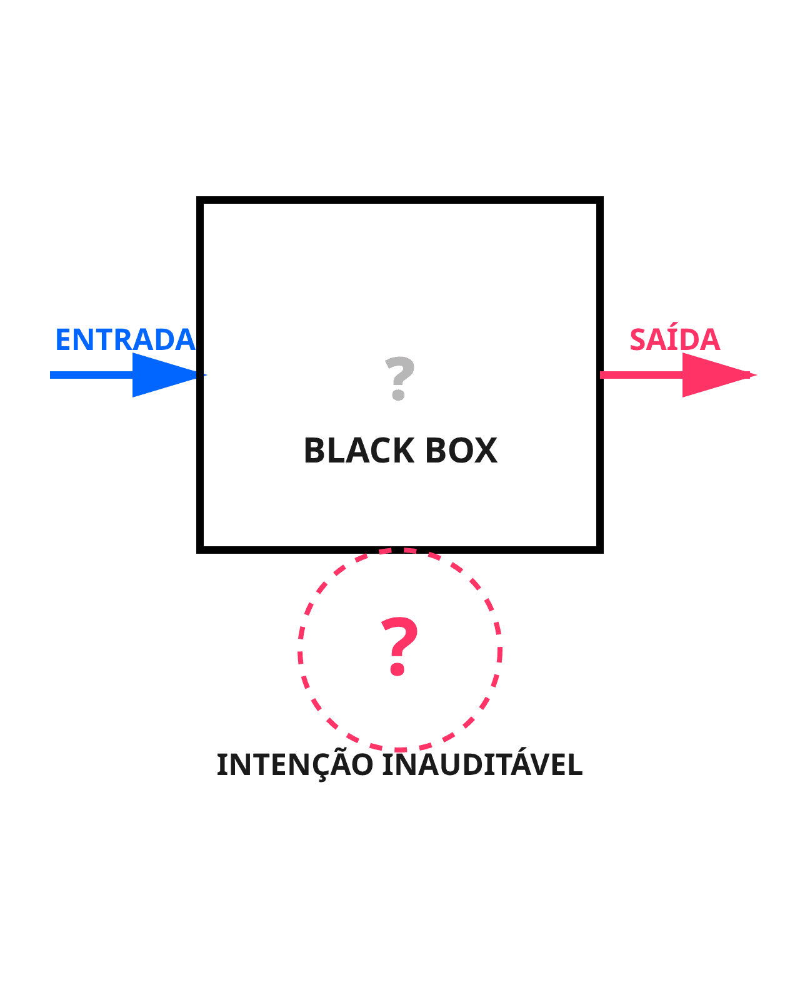 ENTRADA
SAÍDA
?
BLACK BOX
?
INTENÇÃO INAUDITÁVEL